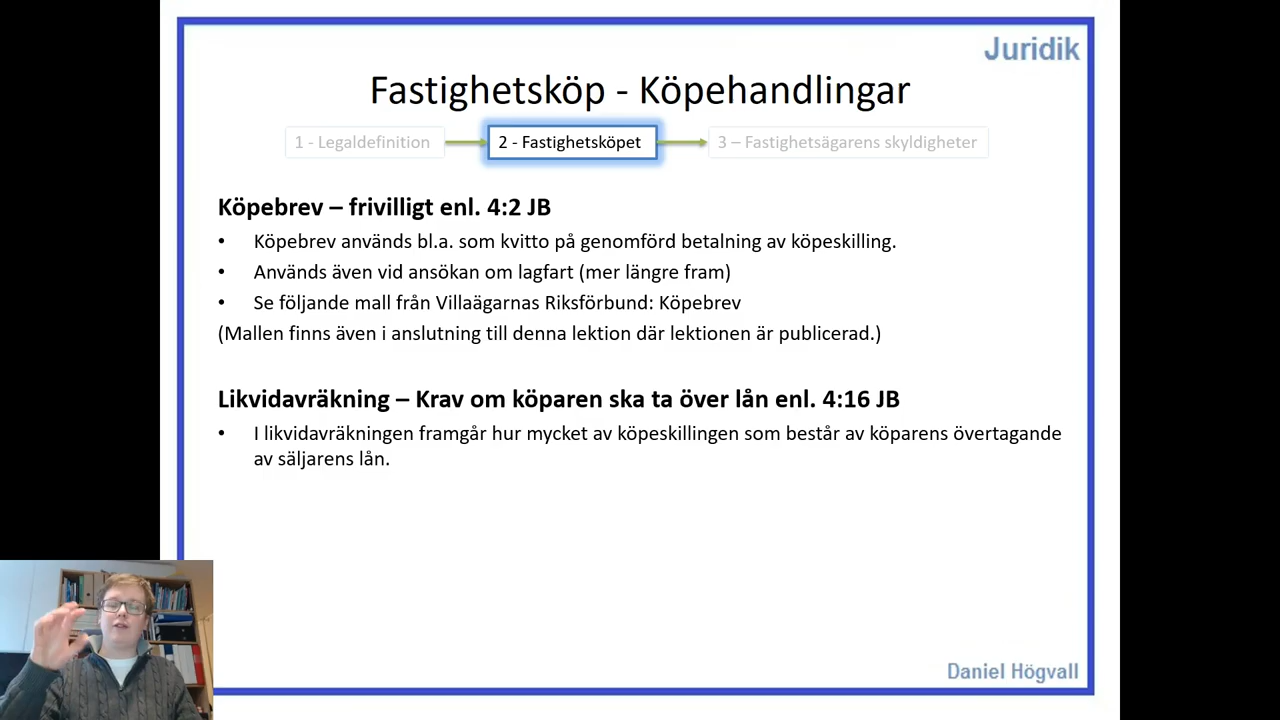 Juridik
Fastighetsköp - Köpehandlingar
1 - Legaldefinition
2 - Fastighetsköpet
3 – Fastighetsägarens skyldigheter
Köpebrev – frivilligt enl. 4:2 JB
• Köpebrev används bl.a. som kvitto på genomförd betalning av köpeskilling.
• Används även vid ansökan om lagfart (mer längre fram)
• Se följande mall från Villaägarnas Riksförbund: Köpebrev
(Mallen finns även i anslutning till denna lektion där lektionen är publicerad.)
Likvidavräkning – Krav om köparen ska ta över lån enl. 4:16 JB
• I likvidavräkningen framgår hur mycket av köpeskillingen som består av köparens övertagande
av säljarens lån.
Daniel Högvall